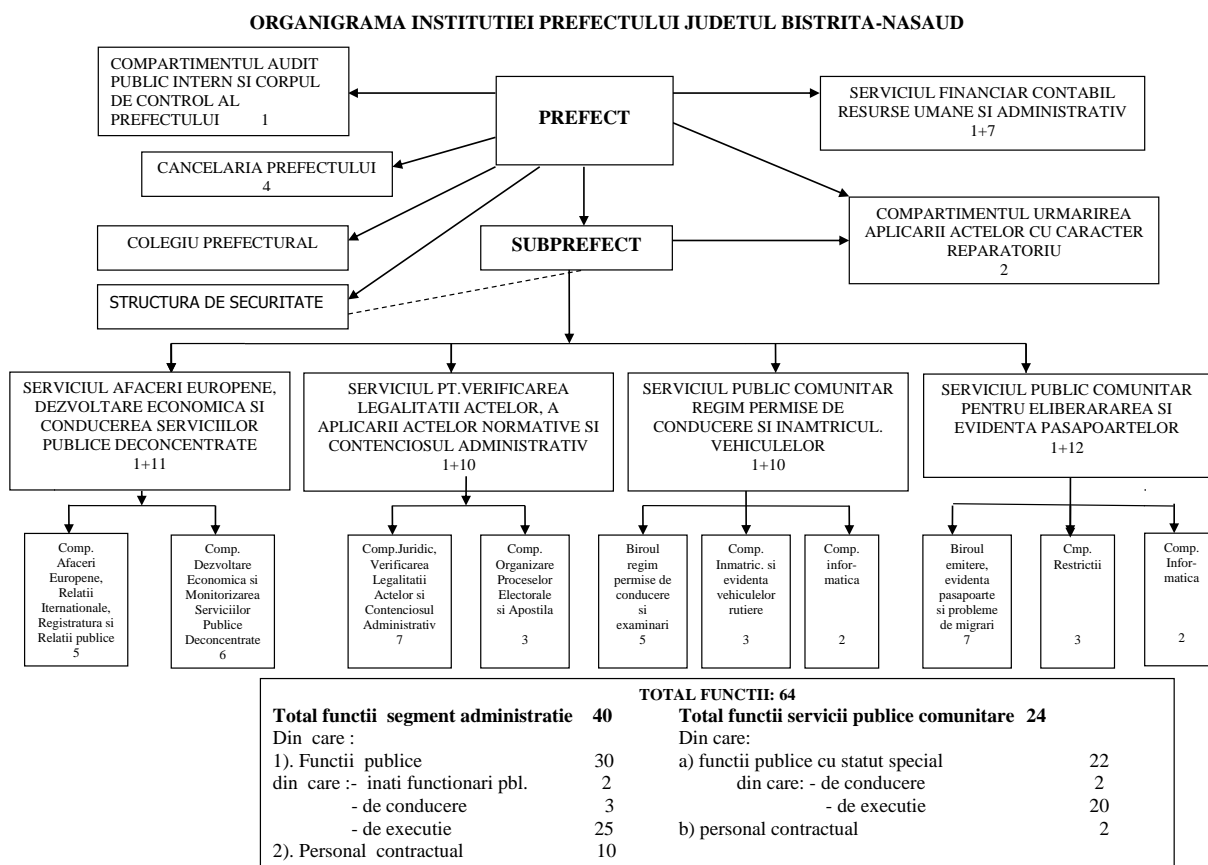 ORGANIGRAMA INSTITUTIEI PREFECTULUI JUDETUL BISTRITA-NASAUD
COMPARTIMENTUL AUDIT
PUBLIC INTERN SI CORPUL
DE CONTROL AL
PREFECTULUI 1
PREFECT
SERVICIUL FINANCIAR CONTABIL
RESURSE UMANE SI ADMINISTRATIV
1+7
CANCELARIA PREFECTULUI
4
COLEGIU PREFECTURAL
SUBPREFECT
COMPARTIMENTUL URMARIREA
APLICARII ACTELOR CU CARACTER
REPARATORIU
2
STRUCTURA DE SECURITATE
SERVICIUL AFACERI EUROPENE,
DEZVOLTARE ECONOMICA SI
CONDUCEREA SERVICIILOR
PUBLICE DECONCENTRATE
1+11
SERVICIUL PT.VERIFICAREA
LEGALITATII ACTELOR, A
APLICARII ACTELOR NORMATIVE SI
CONTENCIOSUL ADMINISTRATIV
1+10
SERVICIUL PUBLIC COMUNITAR
REGIM PERMISE DE
CONDUCERE SI INAMTRICUL.
VEHICULELOR
1+10
SERVICIUL PUBLIC COMUNITAR
PENTRU ELIBERARAREA SI
EVIDENTA PASAPOARTELOR
1+12
Comp.
Afaceri
Europene,
Relatii
Iternationale,
Registratura si
Relatii publice
5
Comp.
Dezvoltare
Economica si
Monitorizarea
Serviciilor
Publice
Deconcentrate
6
Comp.Juridic,
Verificarea
Legalitatii
Actelor si
Contenciosul
Administrativ
7
Comp.
Organizare
Proceselor
Electorale
si Apostila
3
Biroul
regim
permise de
conducere
si
examinari
5
Comp.
Inmatric. si
evidenta
vehiculelor
rutiere
3
Comp.
infor-
matica
2
Biroul
emitere,
evidenta
pasapoarte
si probleme
de migrari
7
Cmp.
Restrictii
3
Comp.
Infor-
matica
2
TOTAL FUNCTII: 64
Total functii segment administratie 40
Din care :
1). Functii publice 30
din care :- inati functionari pbl. 2
- de conducere 3
- de executie 25
2). Personal contractual 10
Total functii servicii publice comunitare 24
Din care:
a) functii publice cu statut special 22
din care: - de conducere 2
- de executie 20
b) personal contractual 2